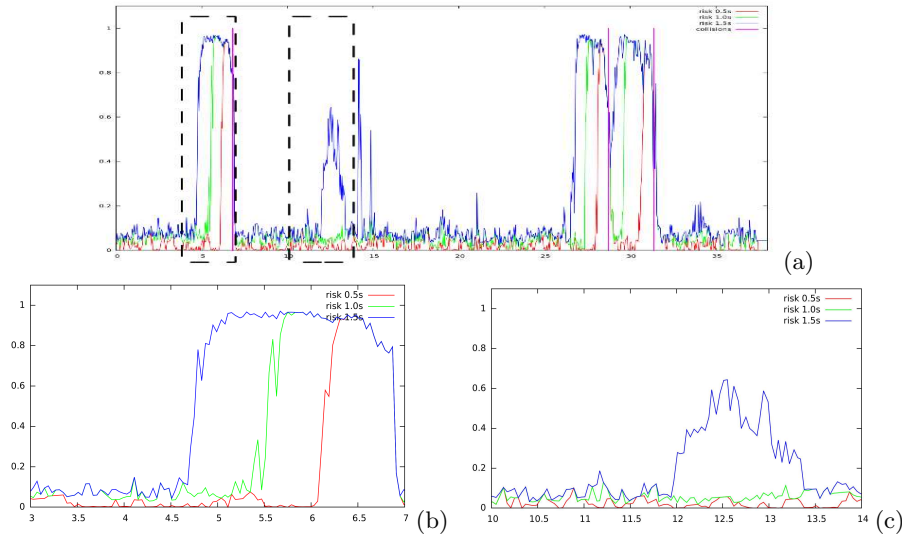 risk 0.5s
risk 1.0s
risk 1.5s
collisions
1
0.8
0.6
0.4
0.2
0
0 5 10 15 20 25 30 35
(a)
risk 0.5s
risk 1.0s
risk 1.5s
1
0.8
0.6
0.4
0.2
0
3 3.5 4 4.5 5 5.5 6 6.5 7
(b)
risk 0.5s
risk 1.0s
risk 1.5s
1
0.8
0.6
0.4
0.2
0
10 10.5 11 11.5 12 12.5 13 13.5 14
(c)